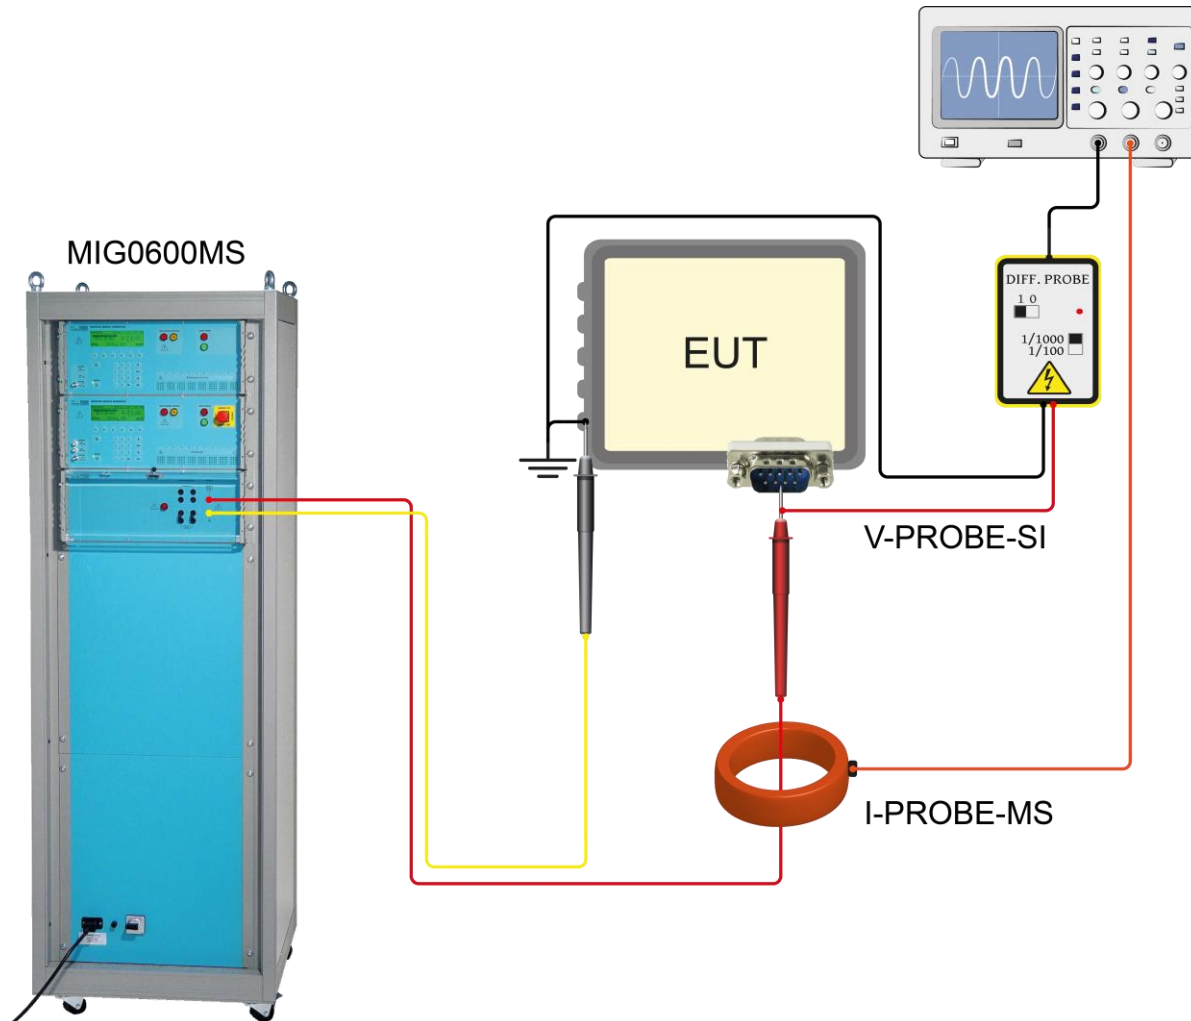 MIG0600MS
EUT
DIFF. PROBE
1 0
1/1000
1/100
V-PROBE-SI
I-PROBE-MS